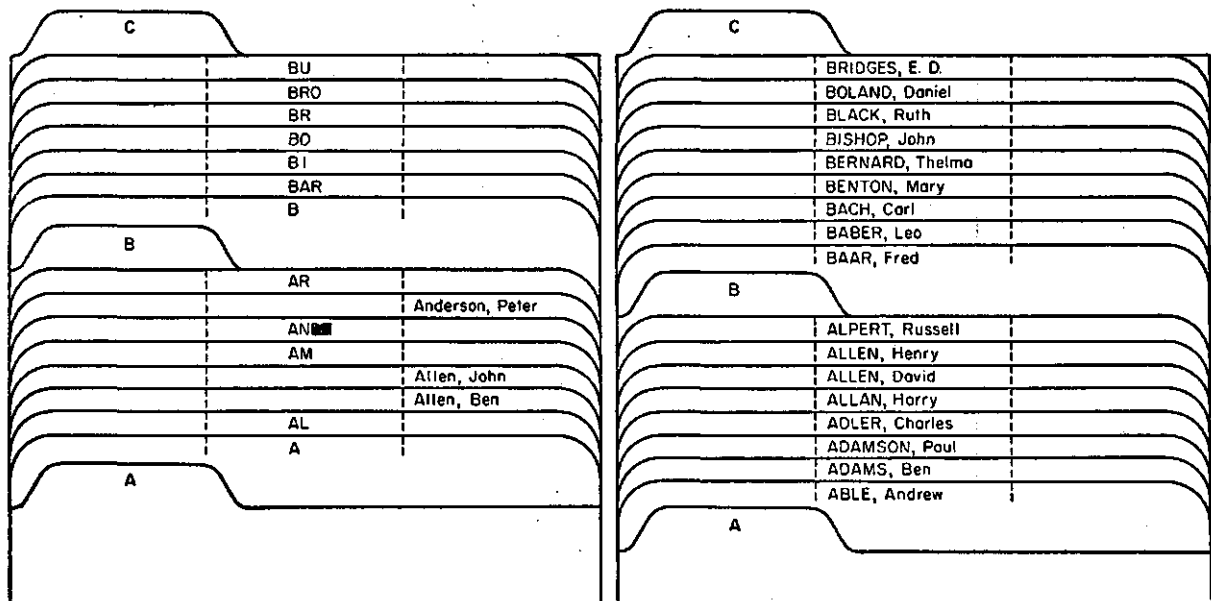 C
BU
BRO
BR
BO
BI
BAR
B
B
AR
Anderson, Peter
AN
AM
Allen, John
Allen, Ben
AL
A
A
C
BRIDGES, E. D.
BOLAND, Daniel
BLACK, Ruth
BISHOP, John
BERNARD, Thelma
BENTON, Mary
BACH, Carl
BABER, Leo
BAAR, Fred
B
ALPERT, Russell
ALLEN, Henry
ALLEN, David
ALLAN, Harry
ADLER, Charles
ADAMSON, Paul
ADAMS, Ben
ABLE, Andrew
A